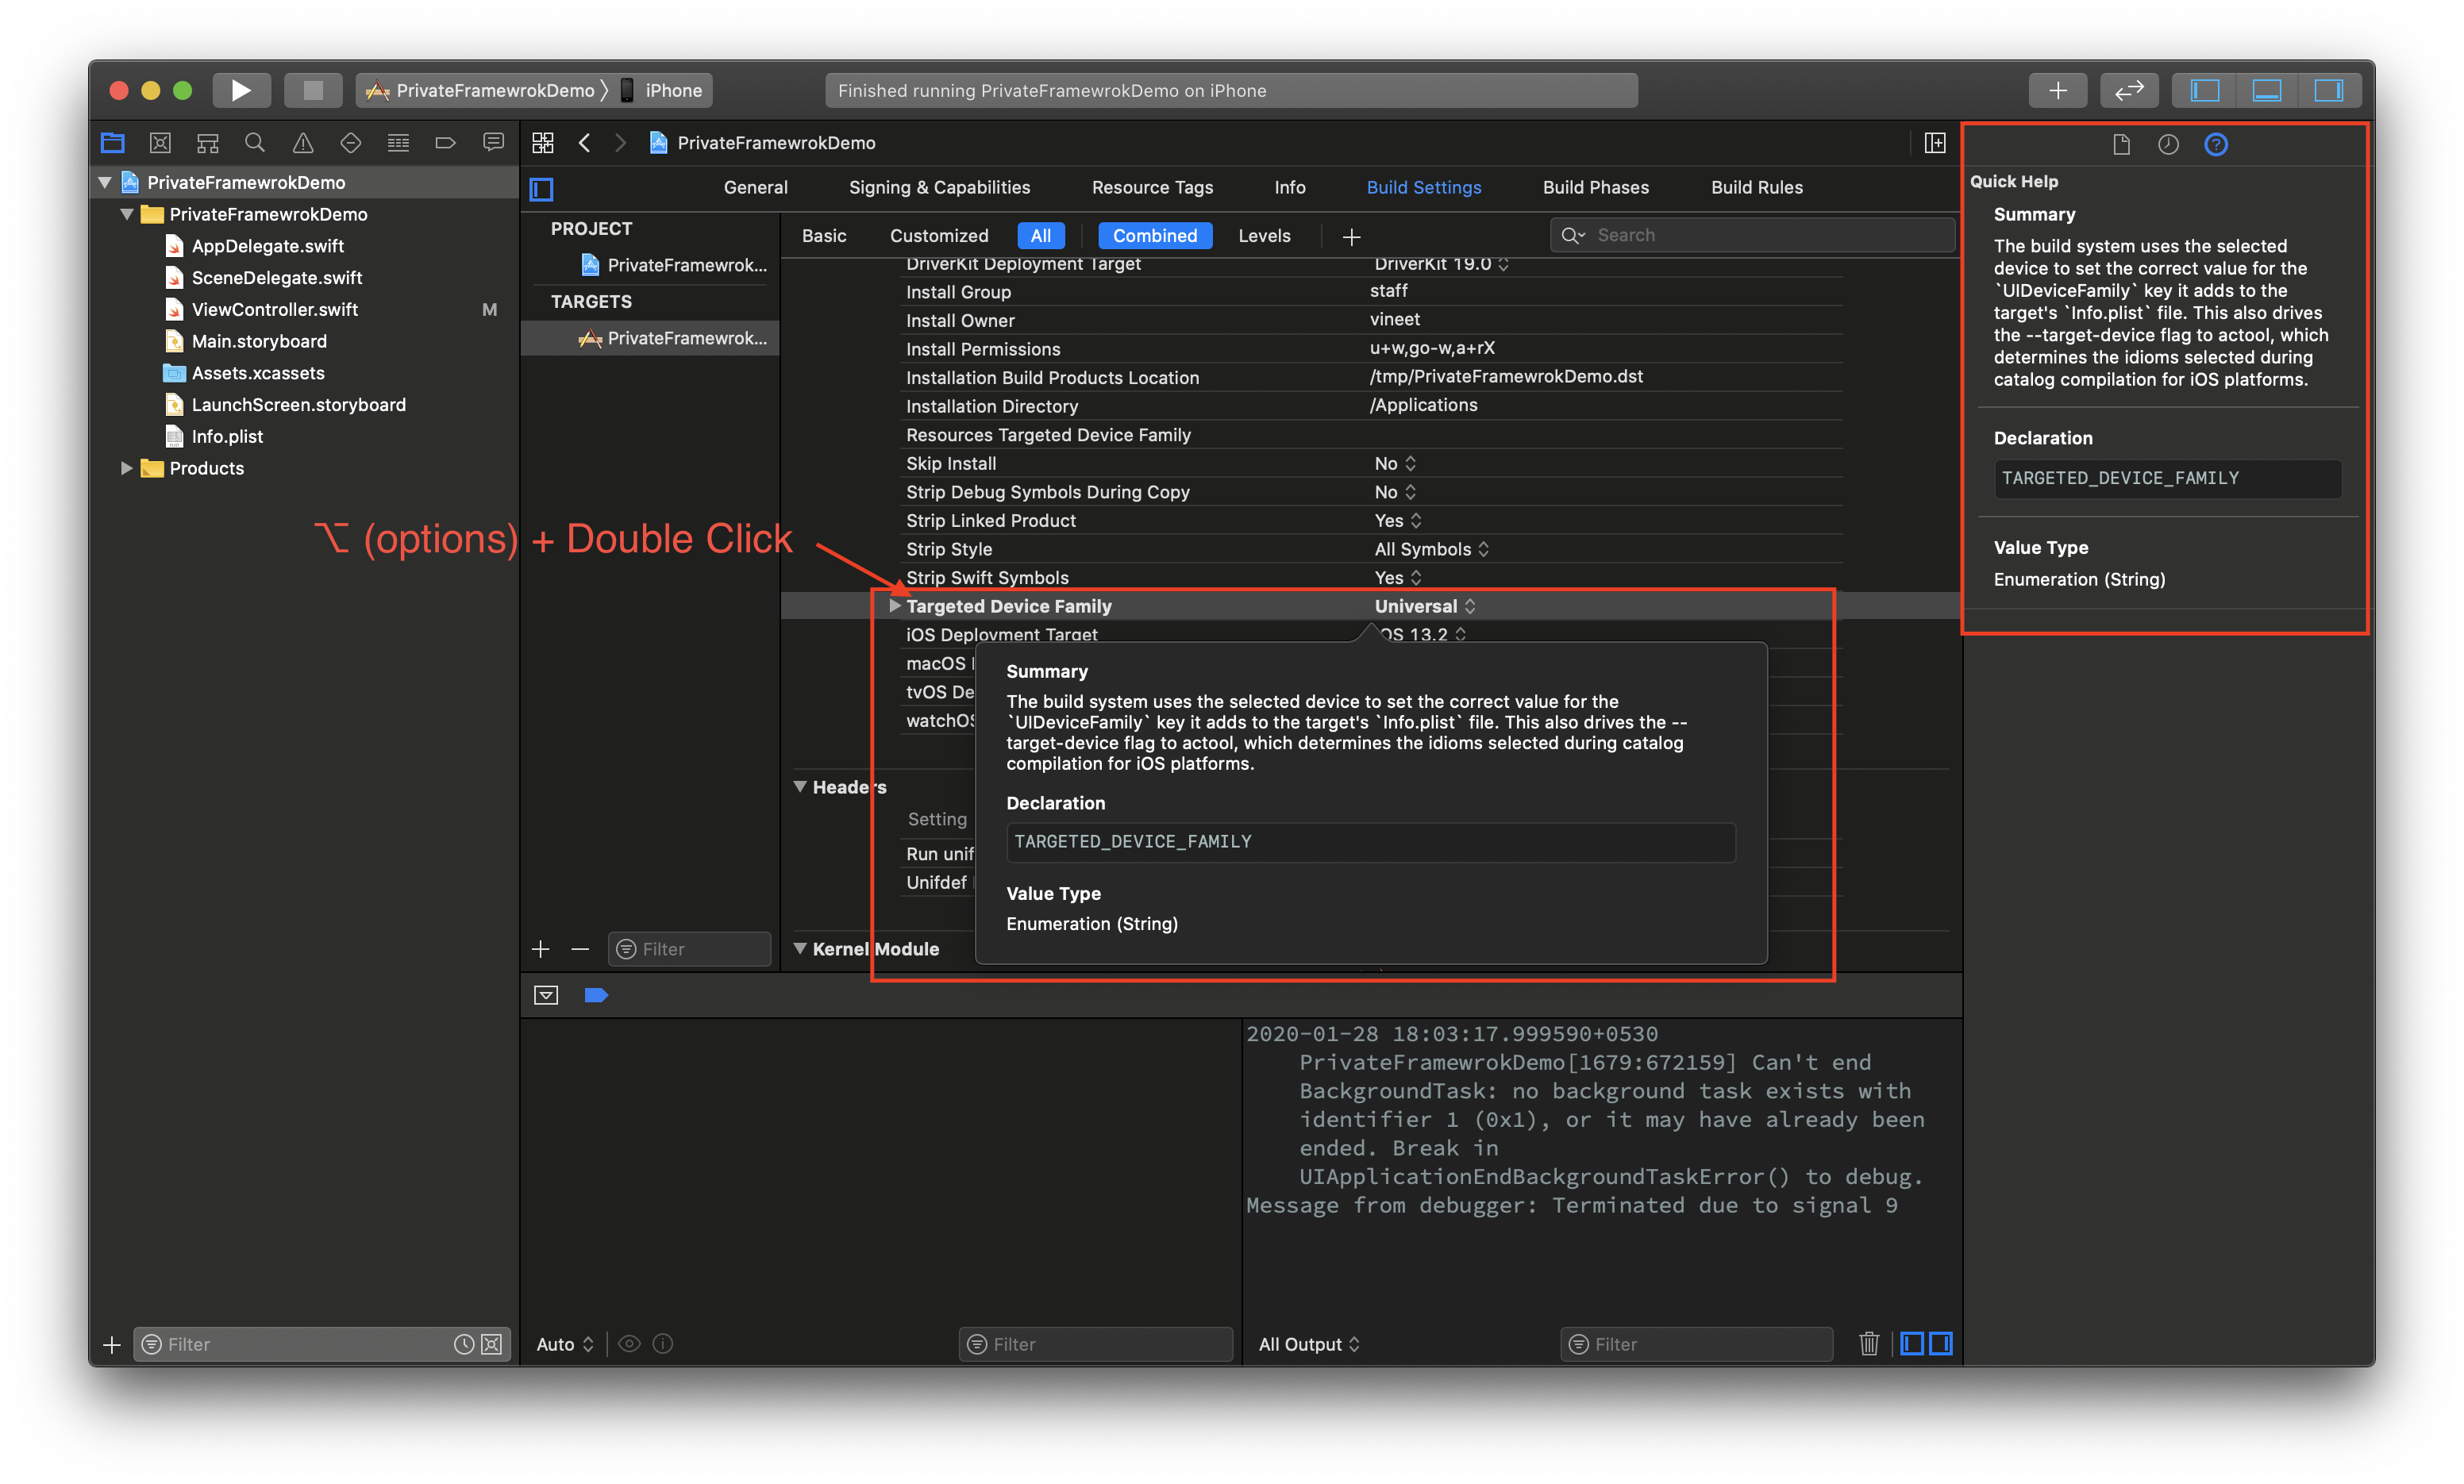 PrivateFramewrokDemo 〉 iPhone
Finished running PrivateFramewrokDemo on iPhone
PrivateFramewrokDemo
PrivateFramewrokDemo
AppDelegate.swift
SceneDelegate.swift
ViewController.swift M
Main.storyboard
Assets.xcassets
LaunchScreen.storyboard
Info.plist
Products
Filter
PrivateFramewrokDemo
General Signing & Capabilities Resource Tags Info Build Settings Build Phases Build Rules
PROJECT
PrivateFramewrok...
TARGETS
PrivateFramewrok...
Filter
Basic Customized All Combined Levels Search
DriverKit Deployment Target DriverKit 19.0
Install Group staff
Install Owner vineet
Install Permissions u+w,go-w,a+rX
Installation Build Products Location /tmp/PrivateFramewrokDemo.dst
Installation Directory /Applications
Resources Targeted Device Family
Skip Install No
Strip Debug Symbols During Copy No
Strip Linked Product Yes
Strip Style All Symbols
Strip Swift Symbols Yes
⌥ (options) + Double Click
Targeted Device Family Universal
iOS Deployment Target OS 13.2
macOS
tvOS De
watchOS
Headers
Setting
Run unif
Unifdef
Kernel Module
Summary
The build system uses the selected device to set the correct value for the
`UIDeviceFamily` key it adds to the target's `Info.plist` file. This also drives the --
target-device flag to actool, which determines the idioms selected during catalog
compilation for iOS platforms.
Declaration
TARGETED_DEVICE_FAMILY
Value Type
Enumeration (String)
Auto Filter
2020-01-28 18:03:17.999590+0530
PrivateFramewrokDemo[1679:672159] Can't end
BackgroundTask: no background task exists with
identifier 1 (0x1), or it may have already been
ended. Break in
UIApplicationEndBackgroundTaskError() to debug.
Message from debugger: Terminated due to signal 9
All Output Filter
Quick Help
Summary
The build system uses the selected
device to set the correct value for the
`UIDeviceFamily` key it adds to the
target's `Info.plist` file. This also drives
the --target-device flag to actool, which
determines the idioms selected during
catalog compilation for iOS platforms.
Declaration
TARGETED_DEVICE_FAMILY
Value Type
Enumeration (String)